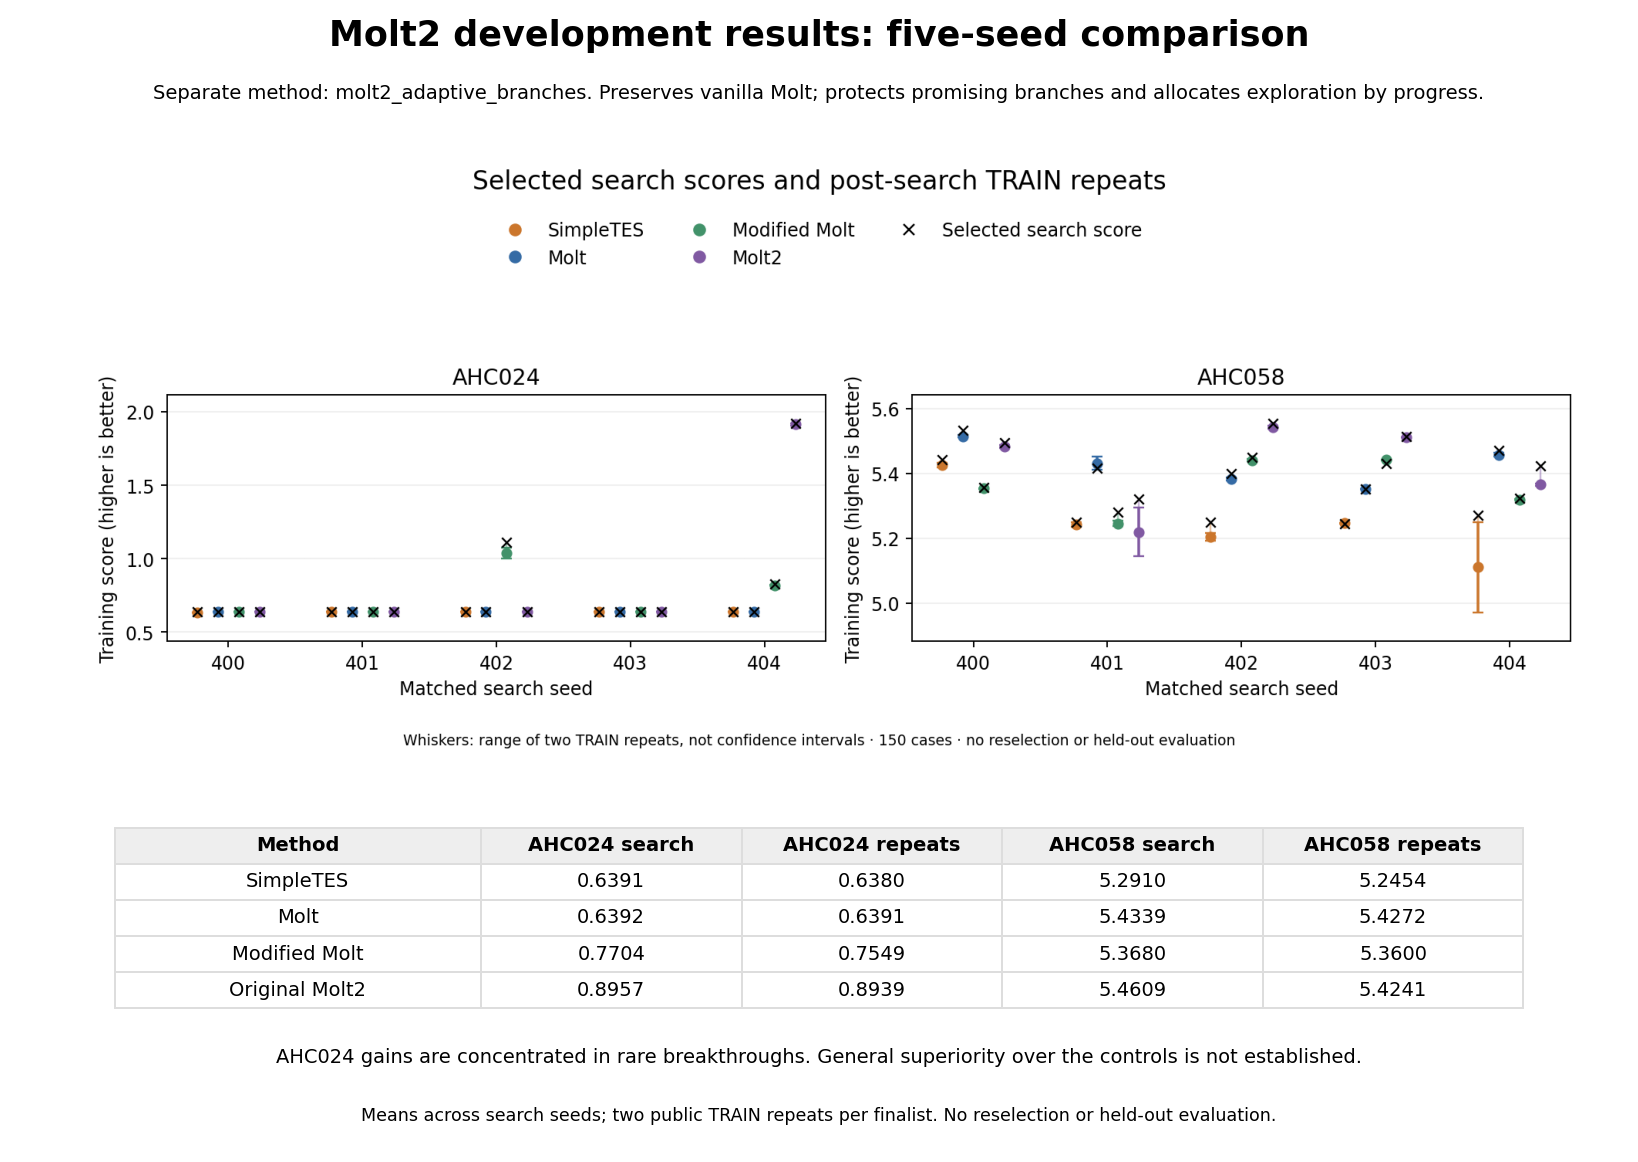 Molt2 development results: five-seed comparison
Separate method: molt2_adaptive_branches. Preserves vanilla Molt; protects promising branches and allocates exploration by progress.
Selected search scores and post-search TRAIN repeats
SimpleTES Modified Molt Selected search score
Molt Molt2
AHC024
Training score (higher is better)
2.0
1.5
1.0
0.5
400 401 402 403 404
Matched search seed
AHC058
Training score (higher is better)
5.6
5.4
5.2
5.0
400 401 402 403 404
Matched search seed
Whiskers: range of two TRAIN repeats, not confidence intervals · 150 cases · no reselection or held-out evaluation
Method AHC024 search AHC024 repeats AHC058 search AHC058 repeats
SimpleTES 0.6391 0.6380 5.2910 5.2454
Molt 0.6392 0.6391 5.4339 5.4272
Modified Molt 0.7704 0.7549 5.3680 5.3600
Original Molt2 0.8957 0.8939 5.4609 5.4241
AHC024 gains are concentrated in rare breakthroughs. General superiority over the controls is not established.
Means across search seeds; two public TRAIN repeats per finalist. No reselection or held-out evaluation.